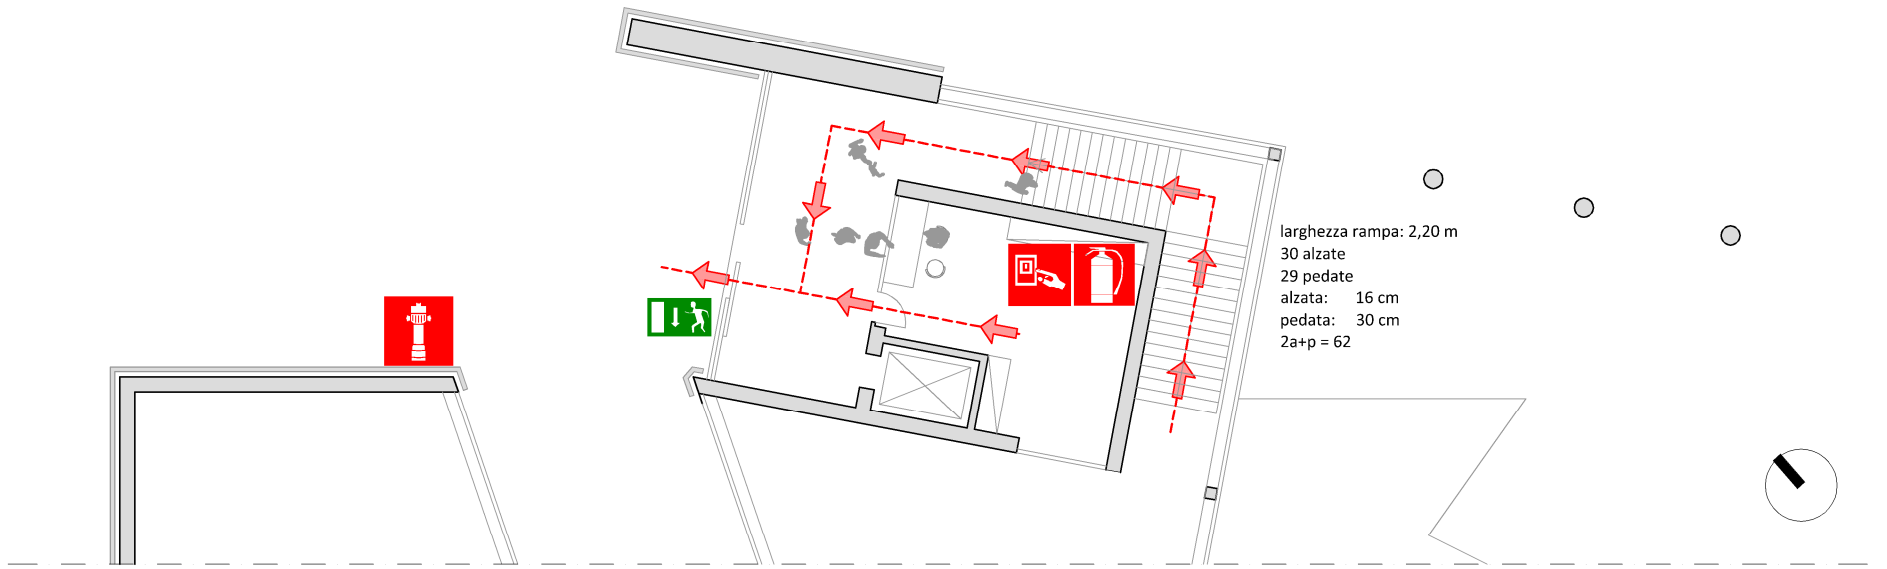 larghezza rampa: 2,20 m
30 alzate
29 pedate
alzata: 16 cm
pedata: 30 cm
2a+p = 62